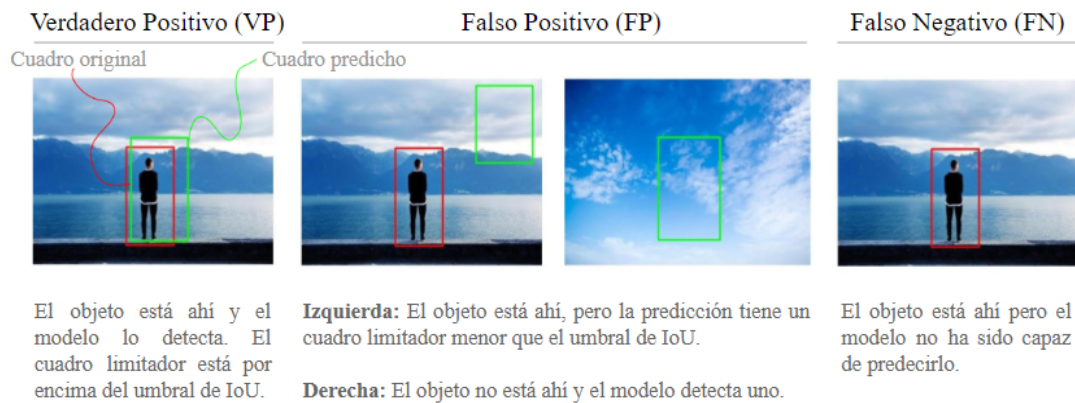 Verdadero Positivo (VP)
Falso Positivo (FP)
Falso Negativo (FN)
Cuadro original
Cuadro predicho
El objeto está ahí y el
modelo lo detecta. El
cuadro limitador está por
encima del umbral de IoU.
Izquierda: El objeto está ahí, pero la predicción tiene un
cuadro limitador menor que el umbral de IoU.
Derecha: El objeto no está ahí y el modelo detecta uno.
El objeto está ahí pero el
modelo no ha sido capaz
de predecirlo.